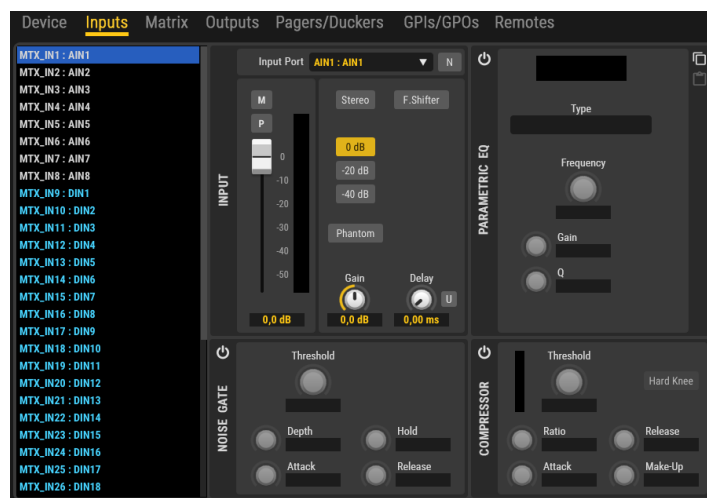 Device Inputs Matrix Outputs Pagers/Duckers GPIs/GPOs Remotes
MTX_IN1 : AIN1
MTX_IN2 : AIN2
MTX_IN3 : AIN3
MTX_IN4 : AIN4
MTX_IN5 : AIN5
MTX_IN6 : AIN6
MTX_IN7 : AIN7
MTX_IN8 : AIN8
MTX_IN9 : DIN1
MTX_IN10 : DIN2
MTX_IN11 : DIN3
MTX_IN12 : DIN4
MTX_IN13 : DIN5
MTX_IN14 : DIN6
MTX_IN15 : DIN7
MTX_IN16 : DIN8
MTX_IN17 : DIN9
MTX_IN18 : DIN10
MTX_IN19 : DIN11
MTX_IN20 : DIN12
MTX_IN21 : DIN13
MTX_IN22 : DIN14
MTX_IN23 : DIN15
MTX_IN24 : DIN16
MTX_IN25 : DIN17
MTX_IN26 : DIN18
INPUT
Input Port AIN1 : AIN1 N
M
P
0
-10
-20
-30
-40
-50
0,0 dB
Stereo F.Shifter
0 dB
-20 dB
-40 dB
Phantom
Gain Delay
U
0,0 dB 0,00 ms
PARAMETRIC EQ
Type
Frequency
Gain
Q
NOISE GATE
Threshold
Depth Hold
Attack Release
COMPRESSOR
Threshold
Hard Knee
Ratio Release
Attack Make-Up